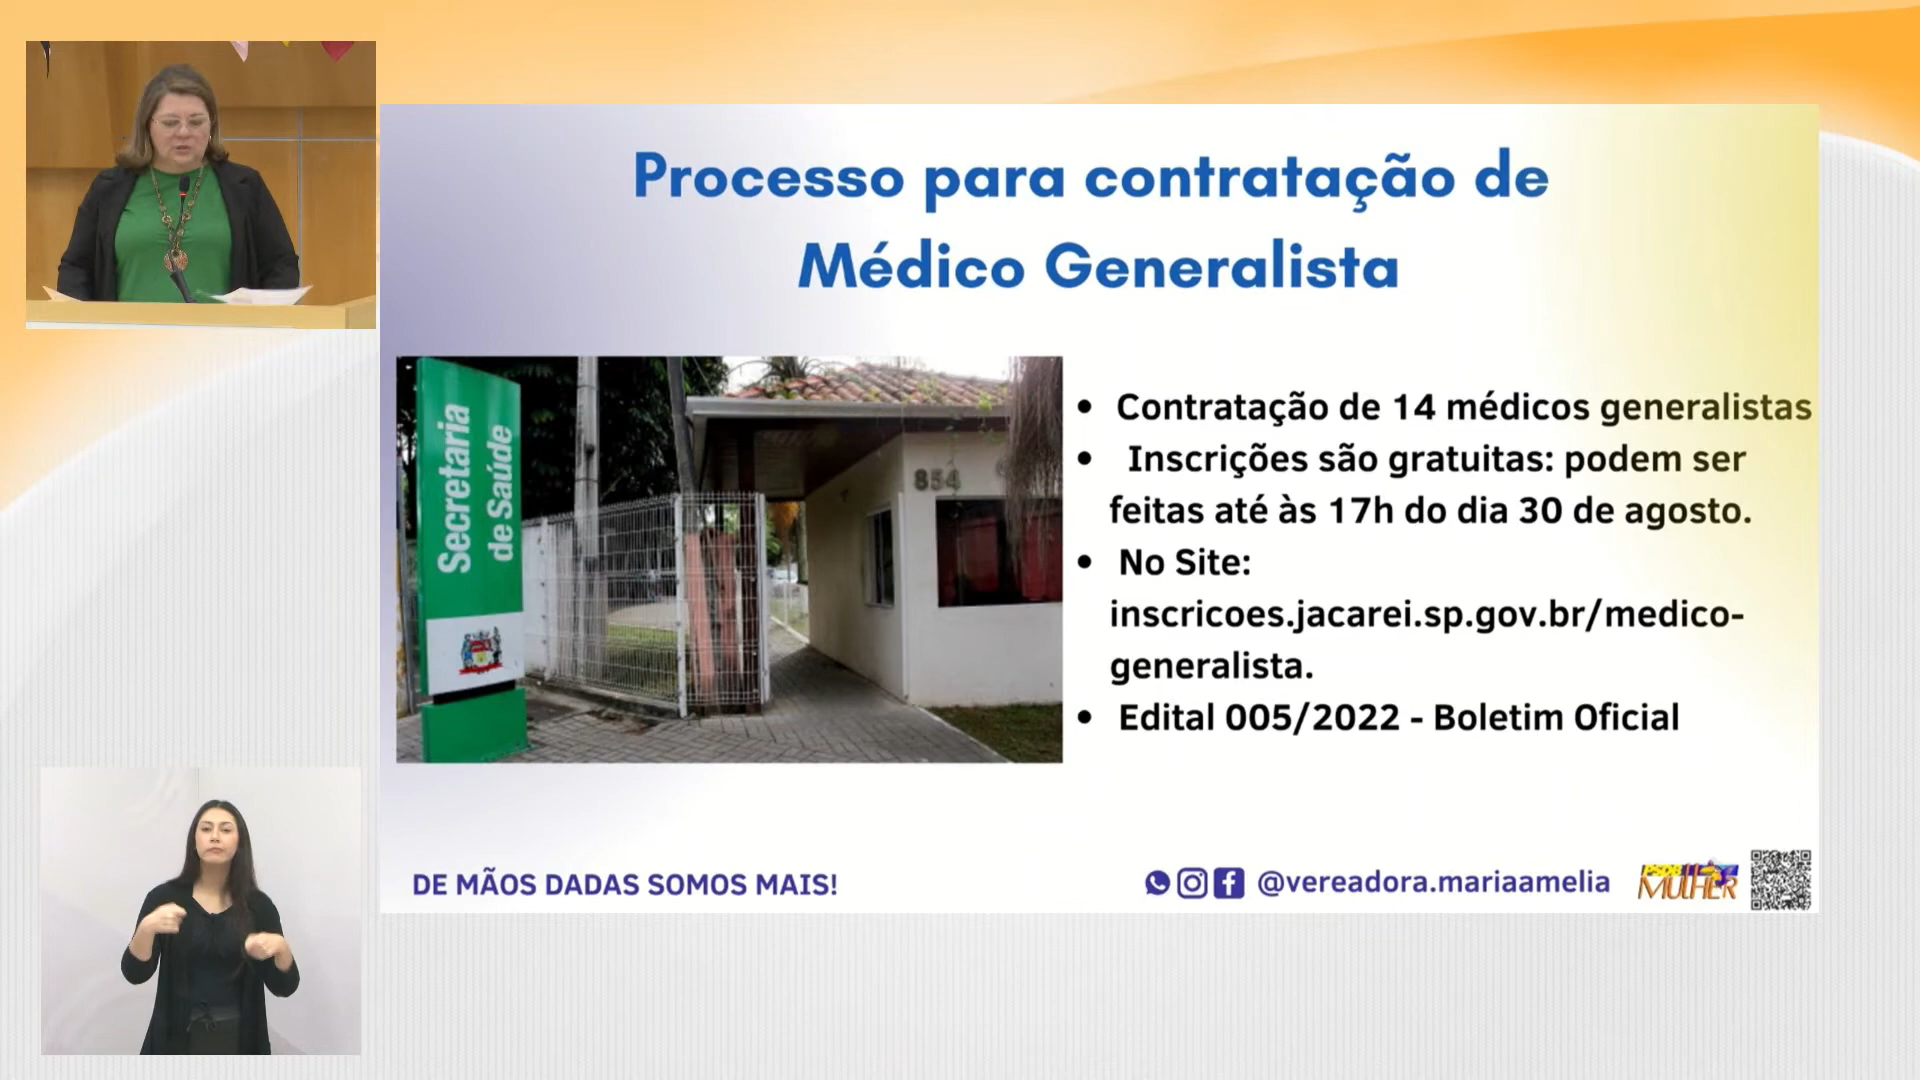 Processo para contratação de
Médico Generalista
Secretaria
de Saúde
854
• Contratação de 14 médicos generalistas
• Inscrições são gratuitas: podem ser
feitas até às 17h do dia 30 de agosto.
• No Site:
inscricoes.jacarei.sp.gov.br/medico-
generalista.
• Edital 005/2022 - Boletim Oficial
DE MÃOS DADAS SOMOS MAIS!
@vereadora.mariaamelia
PSDB
MULHER